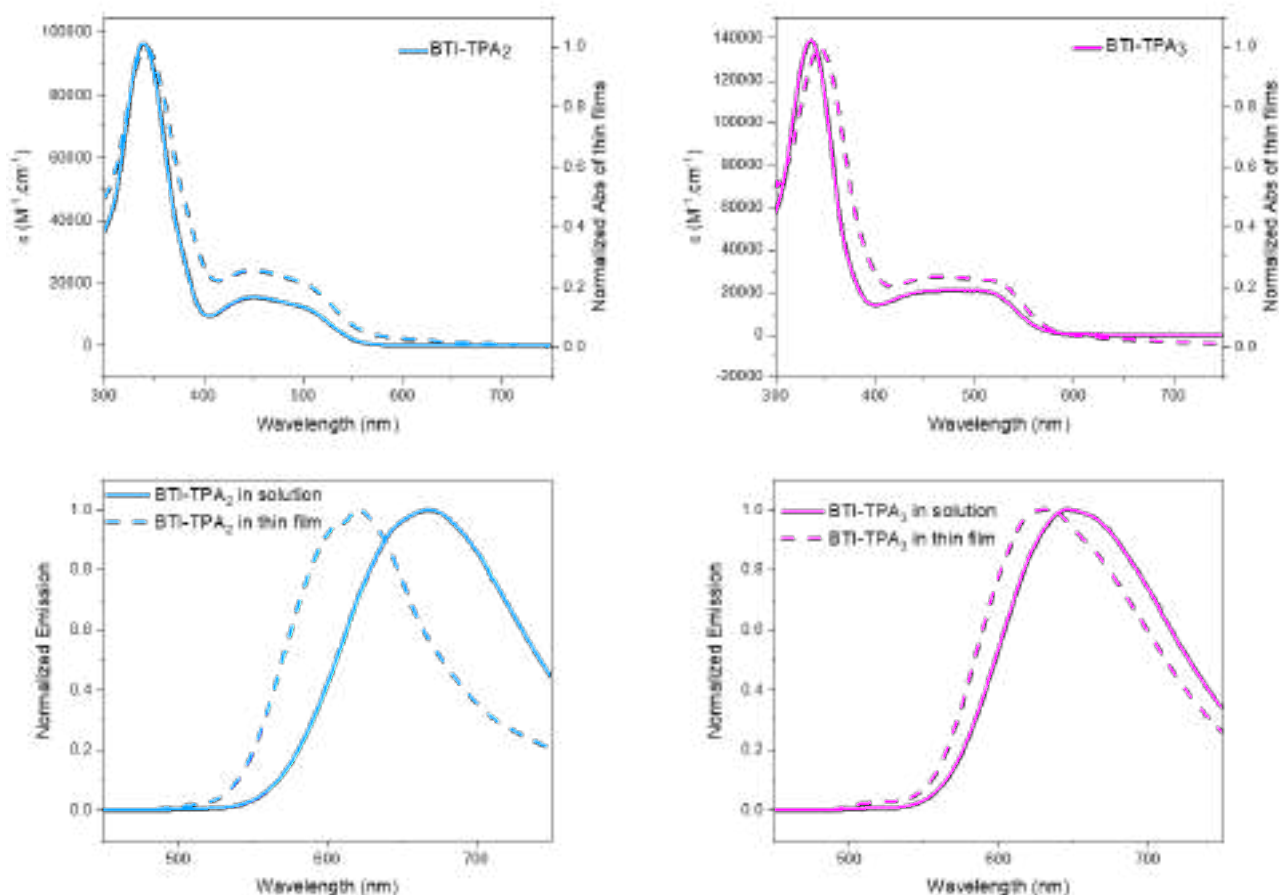 BTI-TPA2
100000
80000
60000
40000
20000
0
ε (M-1.cm-1)
1.0
0.8
0.6
0.4
0.2
0.0
Normalized Abs of thin films
300 400 500 600 700
Wavelength (nm)
BTI-TPA3
140000
120000
100000
80000
60000
40000
20000
0
-20000
ε (M-1.cm-1)
1.0
0.8
0.6
0.4
0.2
0.0
Normalized Abs of thin films
300 400 500 600 700
Wavelength (nm)
BTI-TPA2 in solution
BTI-TPA2 in thin film
1.0
0.8
0.6
0.4
0.2
0.0
Normalized Emission
500 600 700
Wavelength (nm)
BTI-TPA3 in solution
BTI-TPA3 in thin film
1.0
0.8
0.6
0.4
0.2
0.0
Normalized Emission
500 600 700
Wavelength (nm)